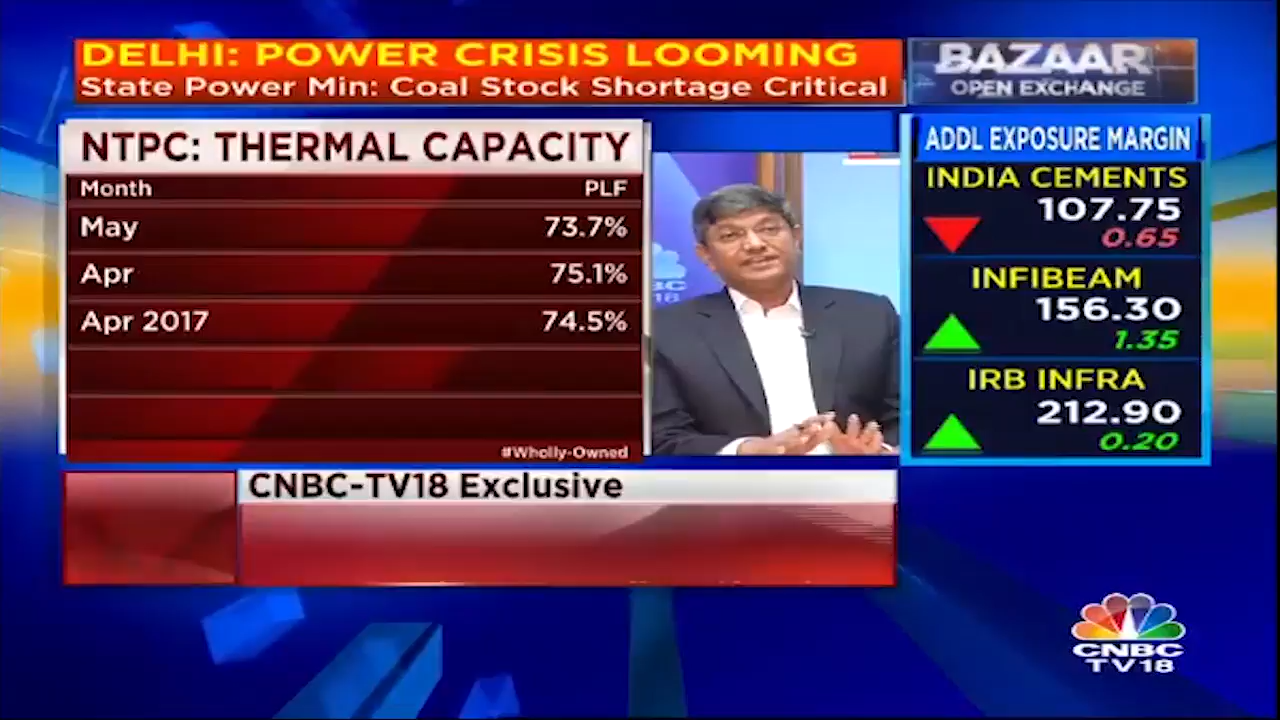 DELHI: POWER CRISIS LOOMING
State Power Min: Coal Stock Shortage Critical
BAZAAR
OPEN EXCHANGE
NTPC: THERMAL CAPACITY
Month PLF
May 73.7%
Apr 75.1%
Apr 2017 74.5%
#Wholly-Owned
ADDL EXPOSURE MARGIN
INDIA CEMENTS
107.75
0.65
INFIBEAM
156.30
1.35
IRB INFRA
212.90
0.20
CNBC-TV18 Exclusive
CNBC
TV18